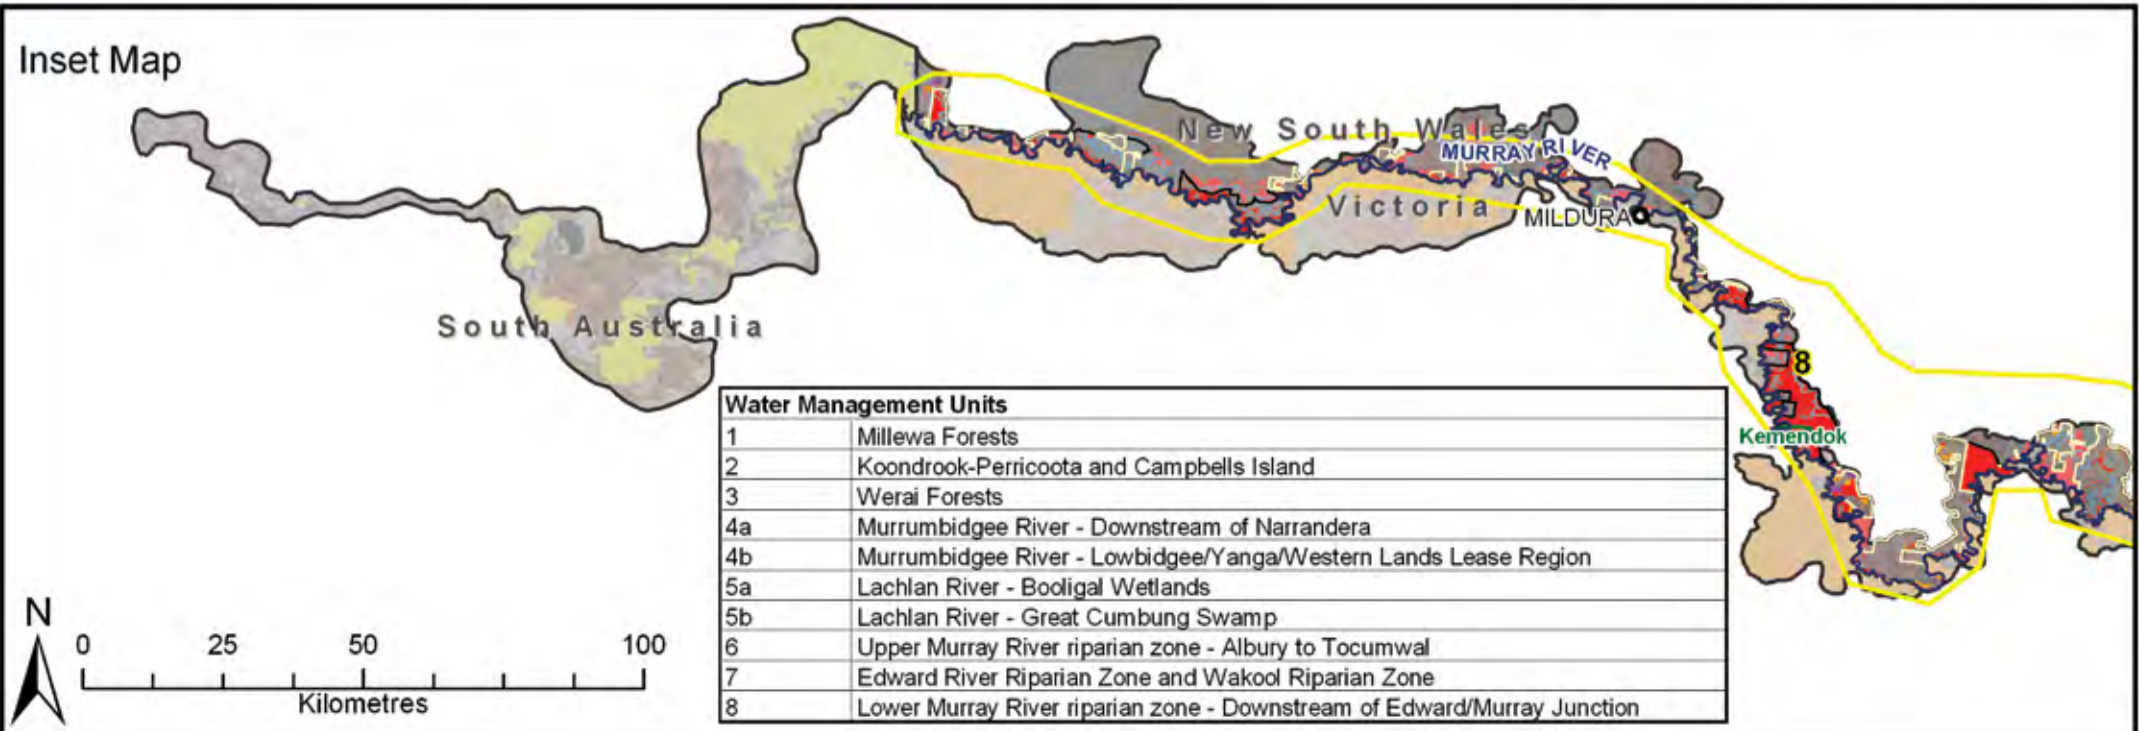 Inset Map
New South Wales
MURRAY RIVER
Victoria
MILDURA
South Australia
8
Kemendok
Water Management Units
1 Millewa Forests
2 Koondrook-Perricoota and Campbells Island
3 Werai Forests
4a Murrumbidgee River - Downstream of Narrandera
4b Murrumbidgee River - Lowbidgee/Yanga/Western Lands Lease Region
5a Lachlan River - Booligal Wetlands
5b Lachlan River - Great Cumbung Swamp
6 Upper Murray River riparian zone - Albury to Tocumwal
7 Edward River Riparian Zone and Wakool Riparian Zone
8 Lower Murray River riparian zone - Downstream of Edward/Murray Junction
N
0 25 50 100
Kilometres